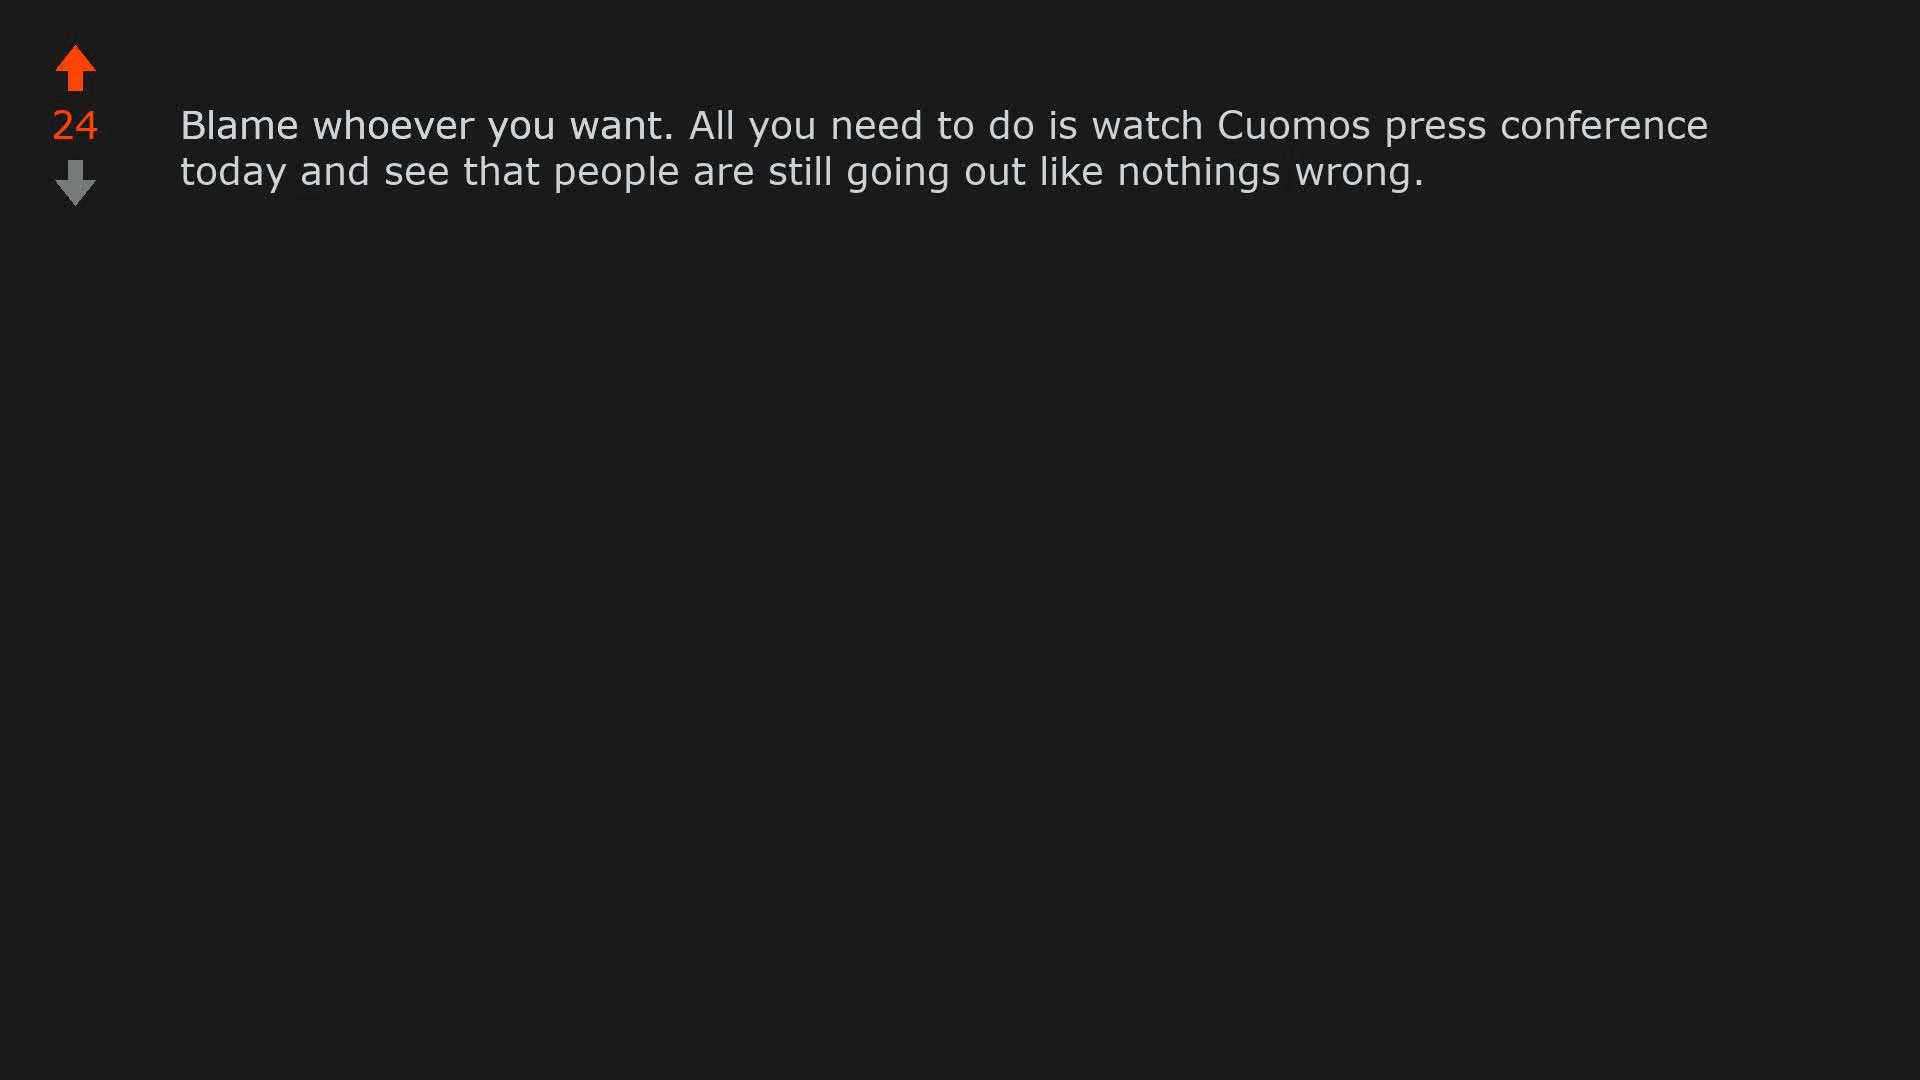 24
Blame whoever you want. All you need to do is watch Cuomos press conference
today and see that people are still going out like nothings wrong.